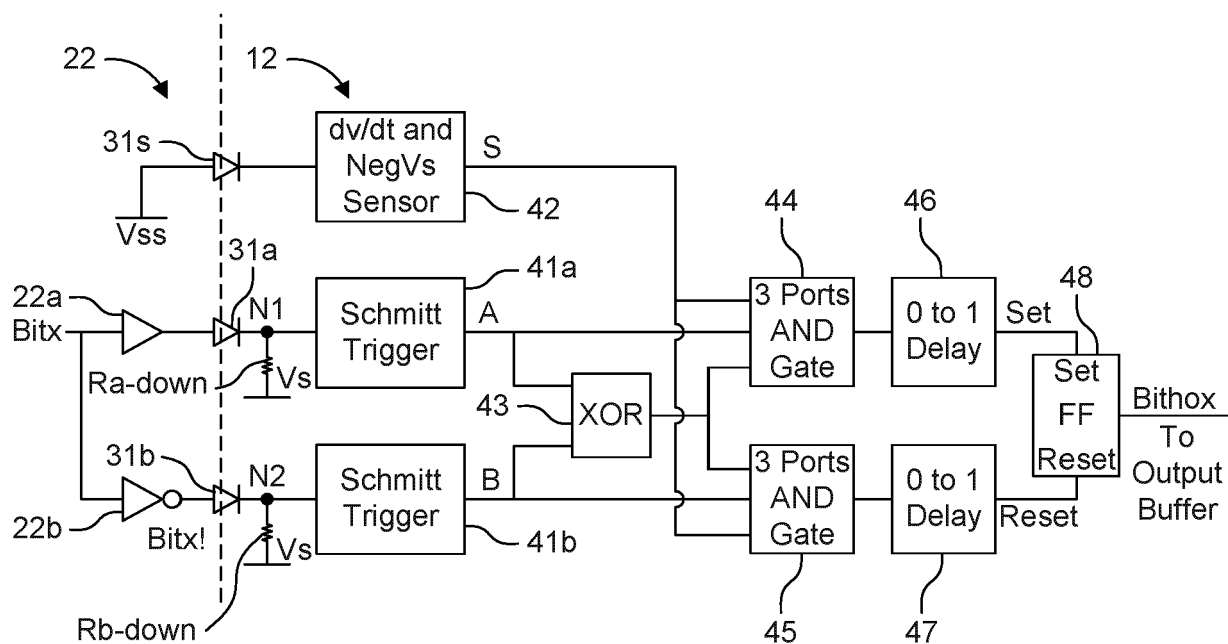 22
12
31s
dv/dt and
NegVs
Sensor
S
42
Vss
31a
44
46
48
22a
Bitx
N1
Schmitt
Trigger
41a
A
3 Ports
AND
Gate
0 to 1
Delay
Set
Ra-down
Vs
43
XOR
Set
FF
Reset
Bithox
To
Output
Buffer
31b
N2
Schmitt
Trigger
B
3 Ports
AND
Gate
0 to 1
Delay
Reset
22b
Bitx!
Vs
41b
Rb-down
45
47